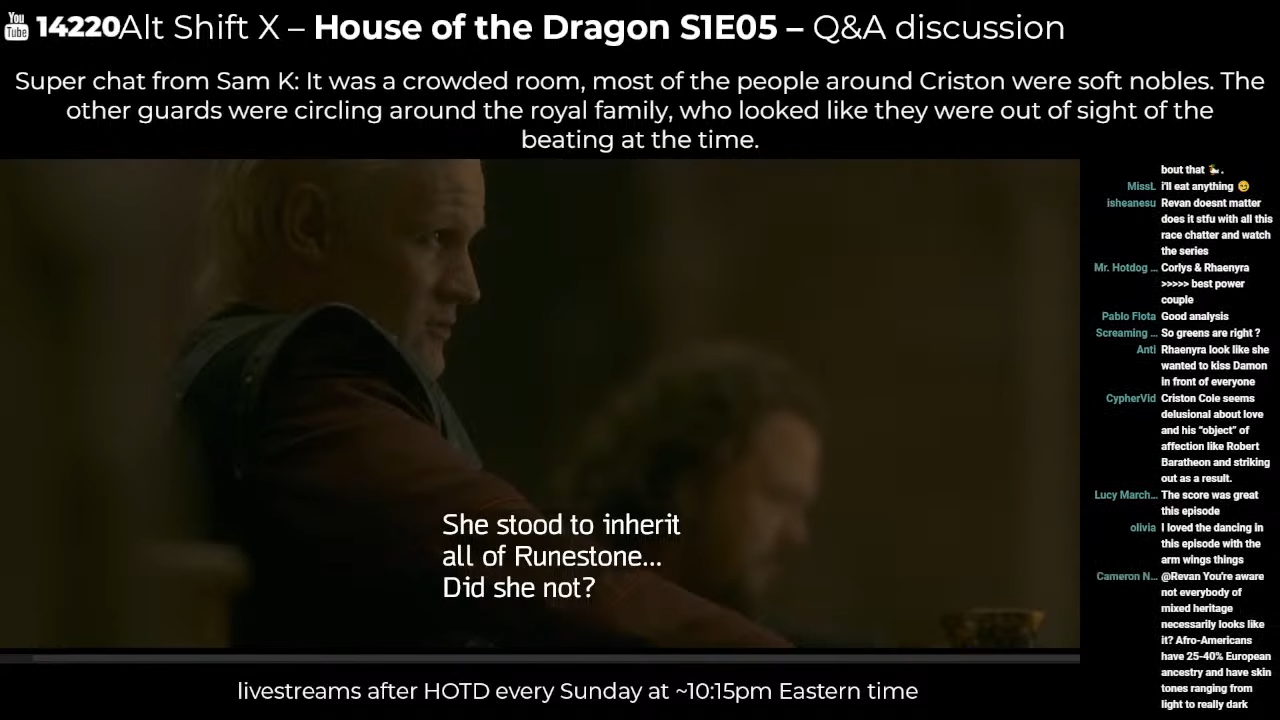 You
Tube
14220
Alt Shift X – House of the Dragon S1E05 – Q&A discussion
Super chat from Sam K: It was a crowded room, most of the people around Criston were soft nobles. The
other guards were circling around the royal family, who looked like they were out of sight of the
beating at the time.
She stood to inherit
all of Runestone...
Did she not?
bout that 🦆.
MissL i'll eat anything 😏
isheanesu Revan doesnt matter
does it stfu with all this
race chatter and watch
the series
Mr. Hotdog ... Corlys & Rhaenyra
>>>>> best power
couple
Pablo Flota Good analysis
Screaming ... So greens are right ?
Anti Rhaenyra look like she
wanted to kiss Damon
in front of everyone
CypherVid Criston Cole seems
delusional about love
and his “object” of
affection like Robert
Baratheon and striking
out as a result.
Lucy March... The score was great
this episode
olivia I loved the dancing in
this episode with the
arm wings things
Cameron N... @Revan You're aware
not everybody of
mixed heritage
necessarily looks like
it? Afro-Americans
have 25-40% European
ancestry and have skin
tones ranging from
light to really dark
livestreams after HOTD every Sunday at ~10:15pm Eastern time